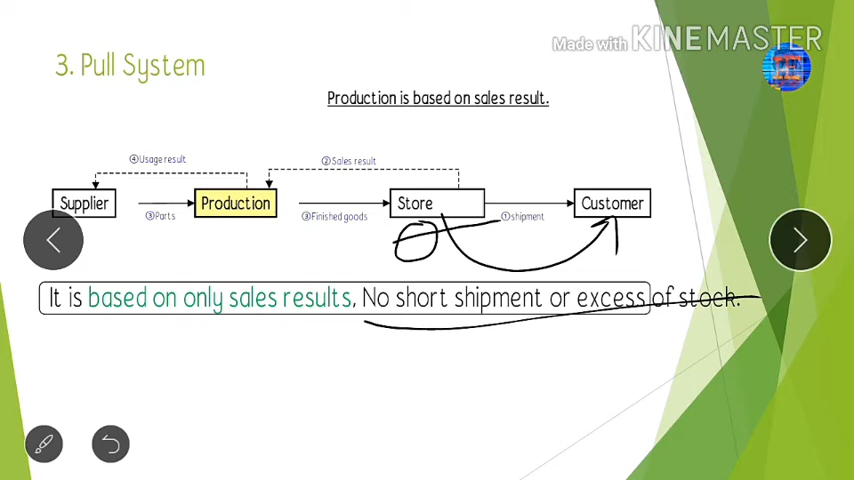 Made with KINEMASTER
3. Pull System
Production is based on sales result.
④Usage result
②Sales result
Supplier
Production
Store
Customer
⑤Parts
③Finished goods
①shipment
It is based on only sales results, No short shipment or excess of stock.